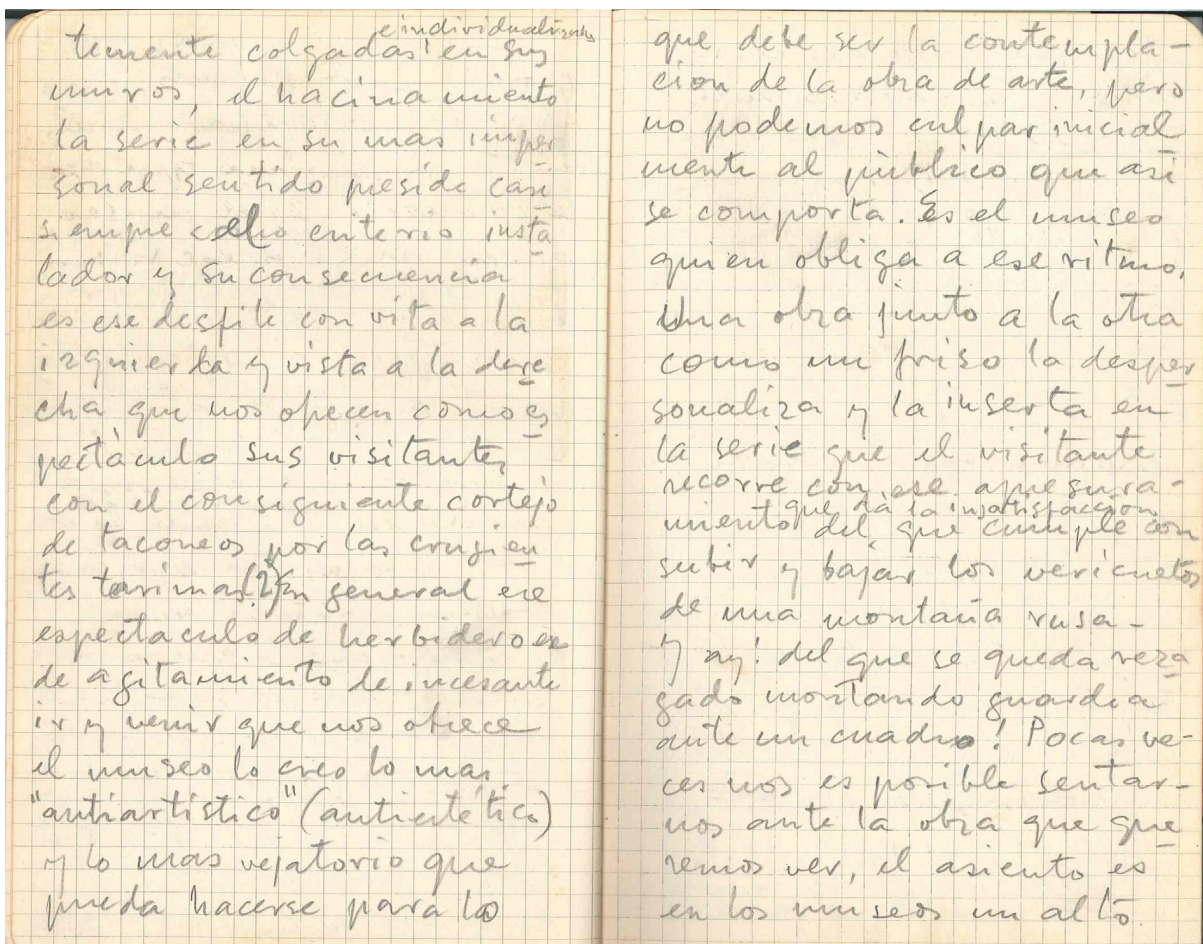 e individualizadas
temente colgadas en sus
muros, el hacinamiento
la serie en su mas imper
sonal sentido preside casi
siempre el criterio insta
lador y su consecuencia
es ese desfile con vita a la
izquierda y vista a la dere
cha que nos ofrecen como es
pectáculo sus visitantes,
con el consiguiente cortejo
de taconeos por las crugien
tes tarimas (2) En general ese
espectaculo de herbidero
de agitamiento de incesante
ir y venir que nos ofrece
el museo lo creo lo mas
"antiartístico" (antiestético)
y lo mas vejatorio que
pueda hacerse para lo
que debe ser la contempla-
cion de la obra de arte, pero
no podemos culpar inicial
mente al público que asi
se comporta. Es el museo
quien obliga a ese ritmo.
Una obra junto a la otra
como un friso la desper
sonaliza y la inserta en
la serie que el visitante
recorre con ese apresura-
que da la insatisfacción
miento del que cumple con
subir y bajar los vericuetos
de una montaña rusa-
Y ay! del que se queda reza
gado montando guardia
ante un cuadro! Pocas ve-
ces nos es posible sentar-
nos ante la obra que que
remos ver, el asiento es
en los museos un alto